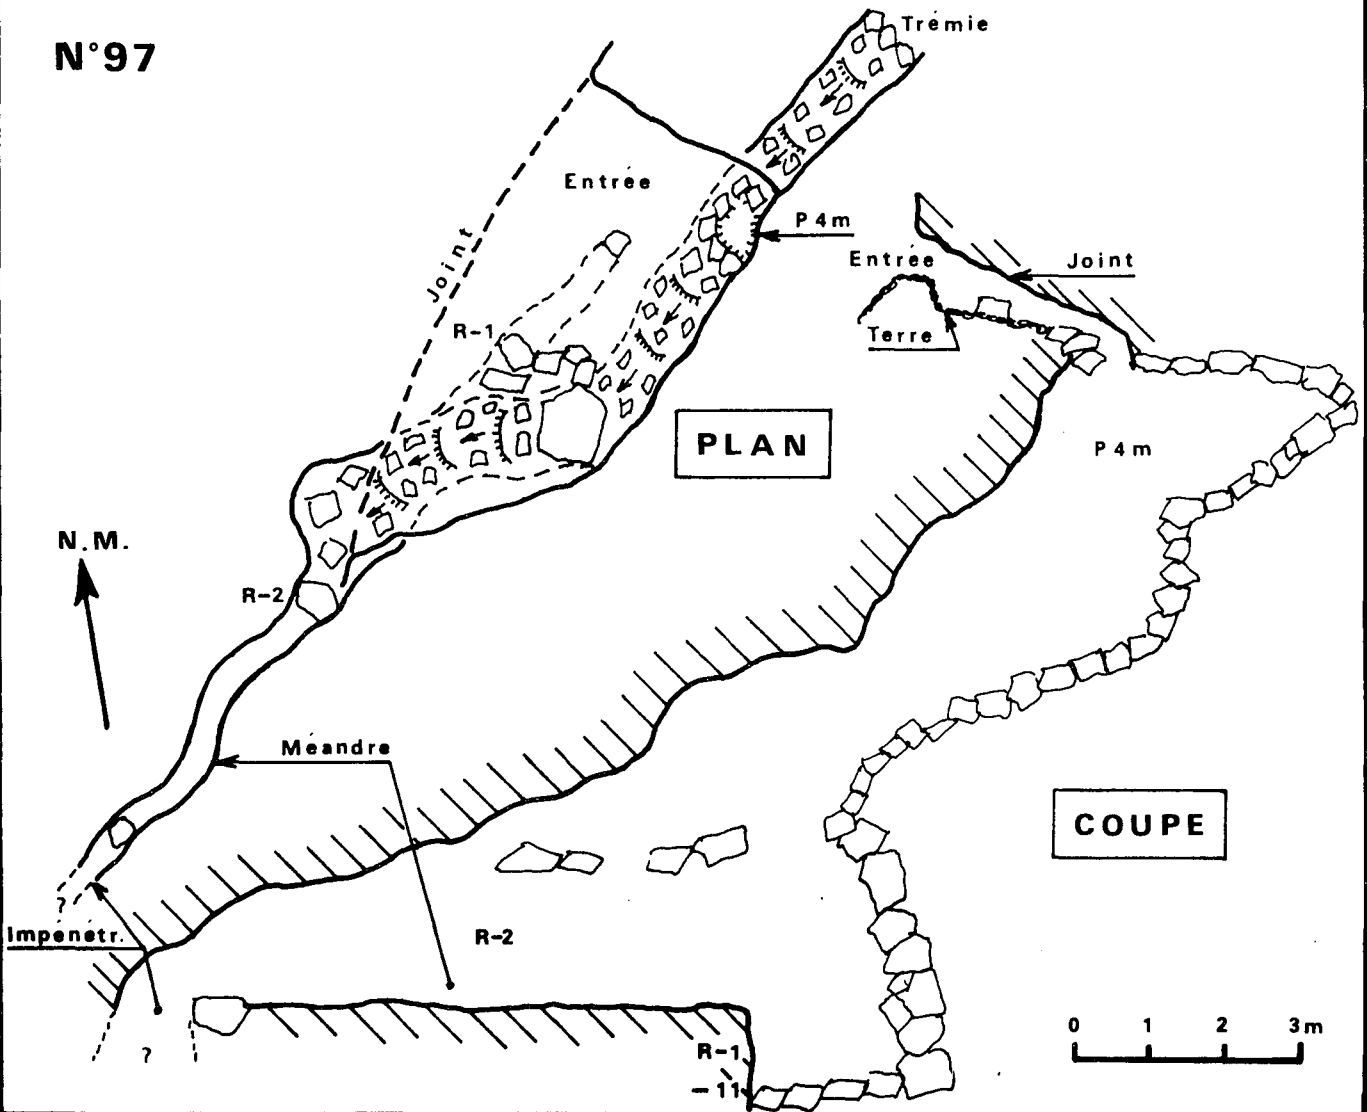 N°97
Trémie
Entrée
P 4m
Joint
Entrée
Joint
R-1
Terre
PLAN
P 4m
N.M.
R-2
Méandre
COUPE
?
Impénétr.
R-2
0 1 2 3m
?
R-1
-11